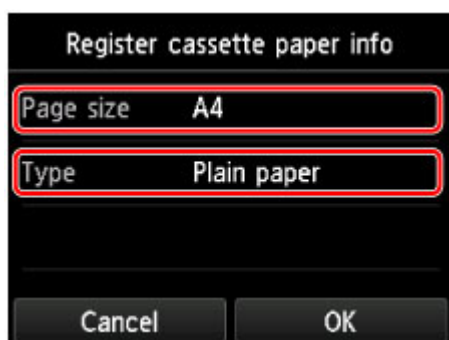 Register cassette paper info
Page size A4
Type Plain paper
Cancel OK